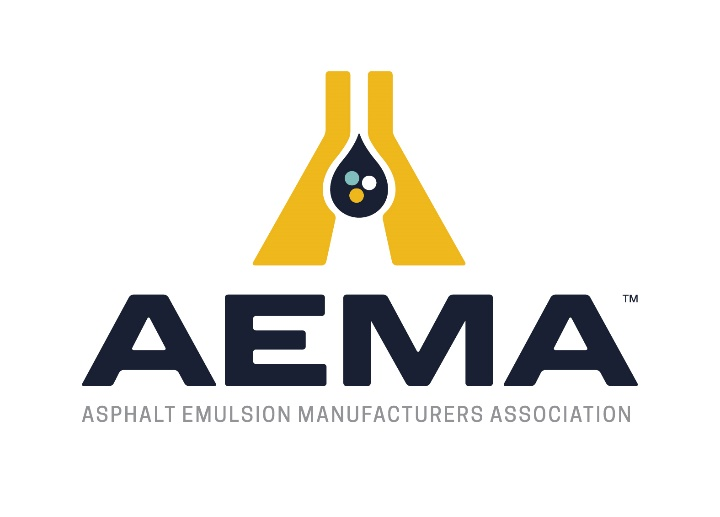 AEMA™
ASPHALT EMULSION MANUFACTURERS ASSOCIATION